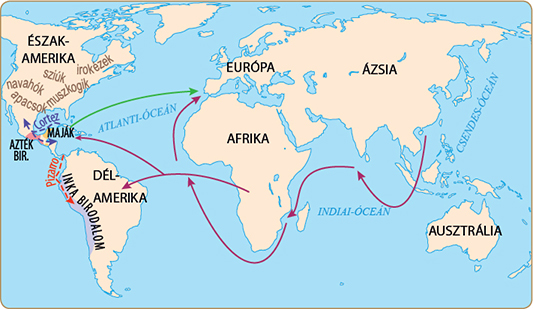 ÉSZAK-
AMERIKA
irokézek
sziúk
navahók
muszkogik
apacsok
Cortez
MAJÁK
AZTÉK
BIR.
ATLANTI-ÓCEÁN
EURÓPA
ÁZSIA
CSENDES-ÓCEÁN
AFRIKA
Pizarro
INKA BIRODALOM
DÉL-
AMERIKA
INDIAI-ÓCEÁN
AUSZTRÁLIA